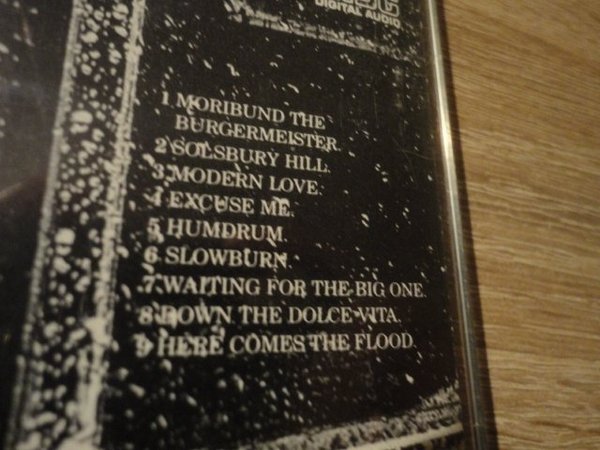 DIGITAL AUDIO
1 MORIBUND THE
BURGERMEISTER.
2 SOLSBURY HILL.
3.MODERN LOVE.
4 EXCUSE ME.
5 HUMDRUM.
6 SLOWBURN.
7.WAITING FOR THE BIG ONE.
8 DOWN THE DOLCE VITA.
9 HERE COMES THE FLOOD.